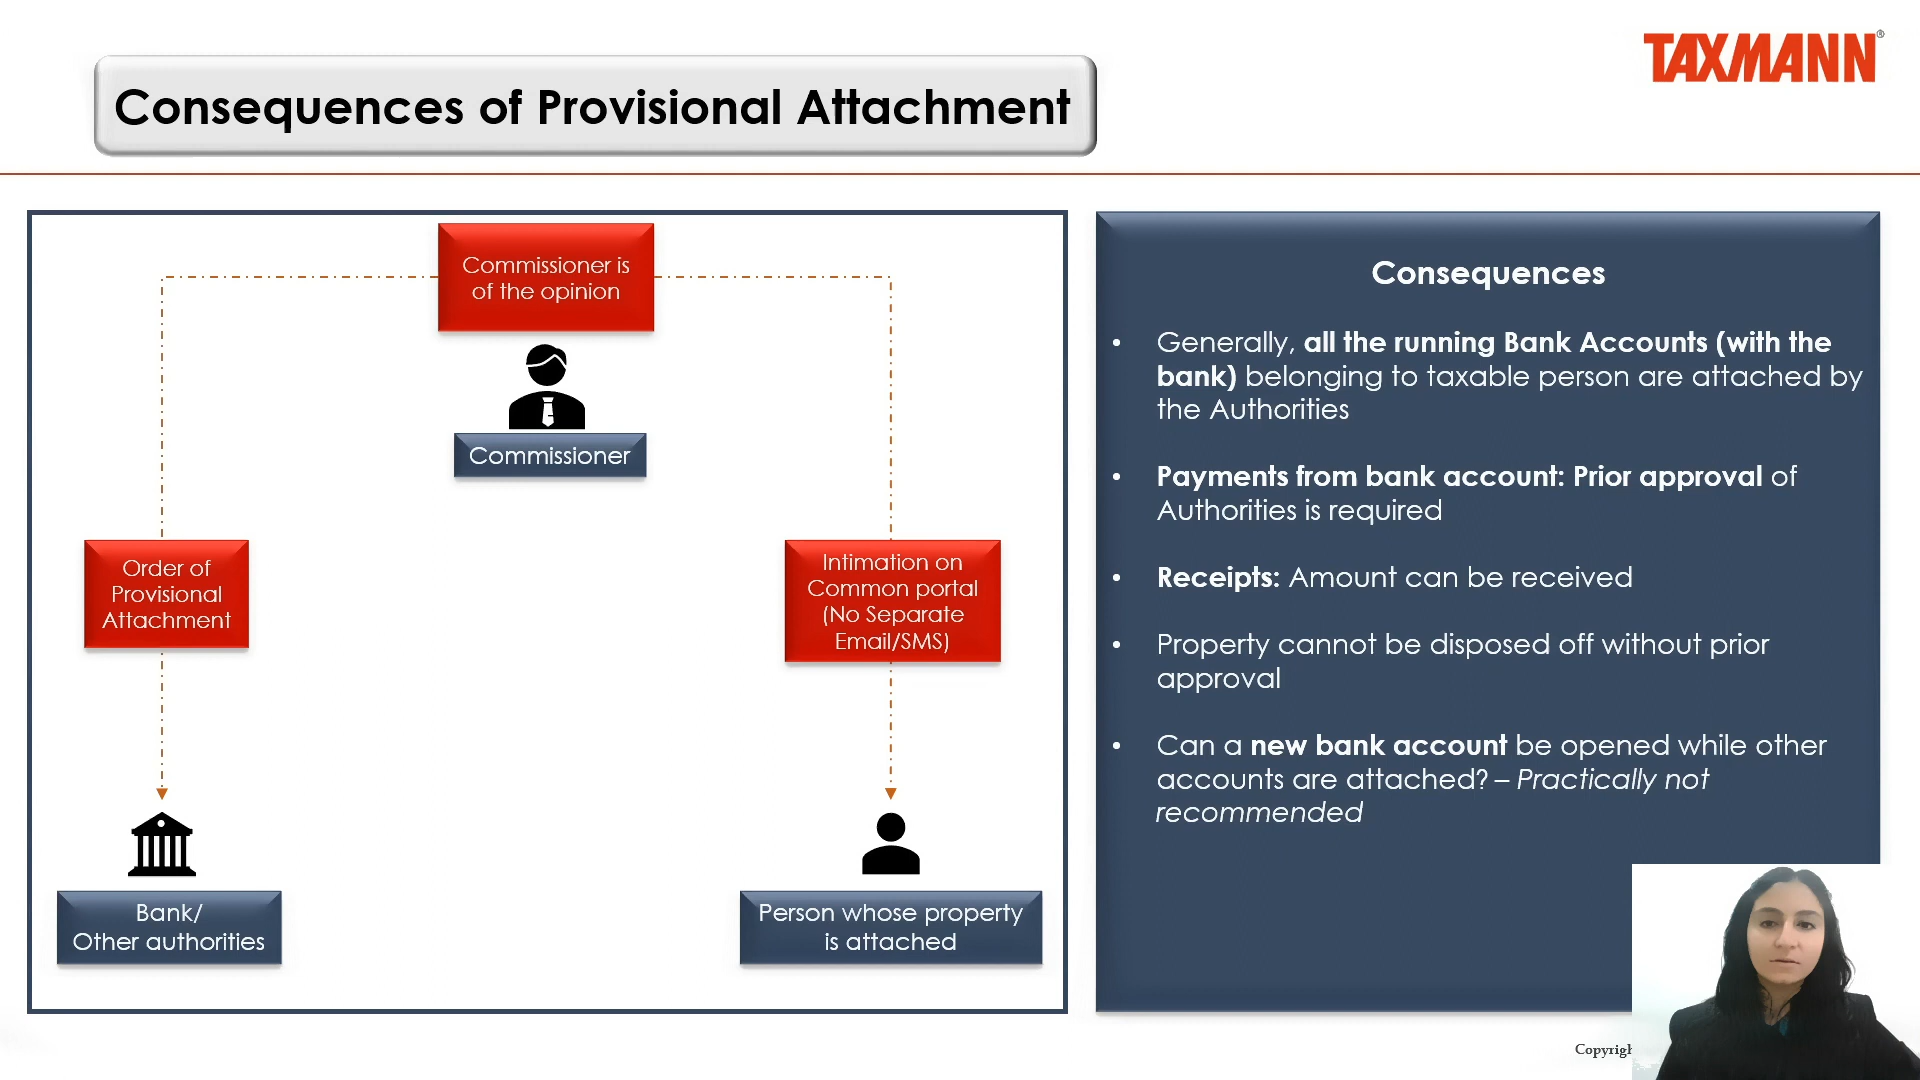 TAXMANN®
Consequences of Provisional Attachment
Commissioner is
of the opinion
Commissioner
Order of
Provisional
Attachment
Intimation on
Common portal
(No Separate
Email/SMS)
Bank/
Other authorities
Person whose property
is attached
Consequences
• Generally, all the running Bank Accounts (with the
bank) belonging to taxable person are attached by
the Authorities
• Payments from bank account: Prior approval of
Authorities is required
• Receipts: Amount can be received
• Property cannot be disposed off without prior
approval
• Can a new bank account be opened while other
accounts are attached? – Practically not
recommended